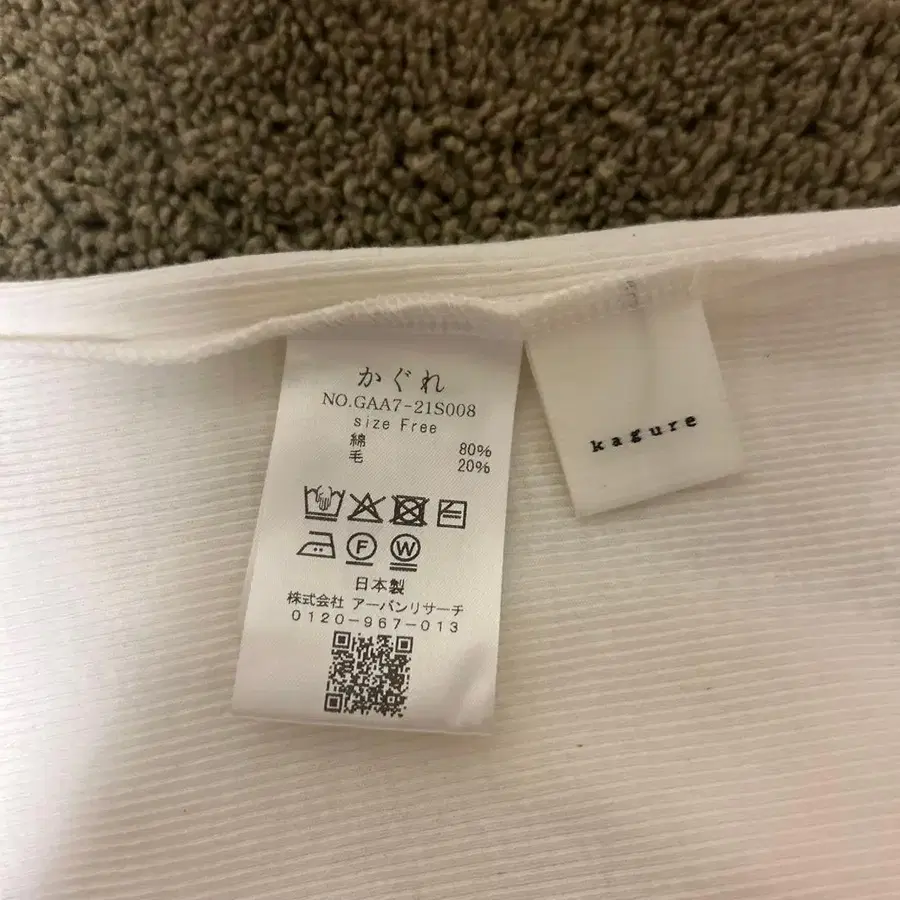 かぐれ
NO.GAA7-21S008
size Free
綿 80%
毛 20%
F W
日本製
株式会社 アーバンリサーチ
0120-967-013
kagure